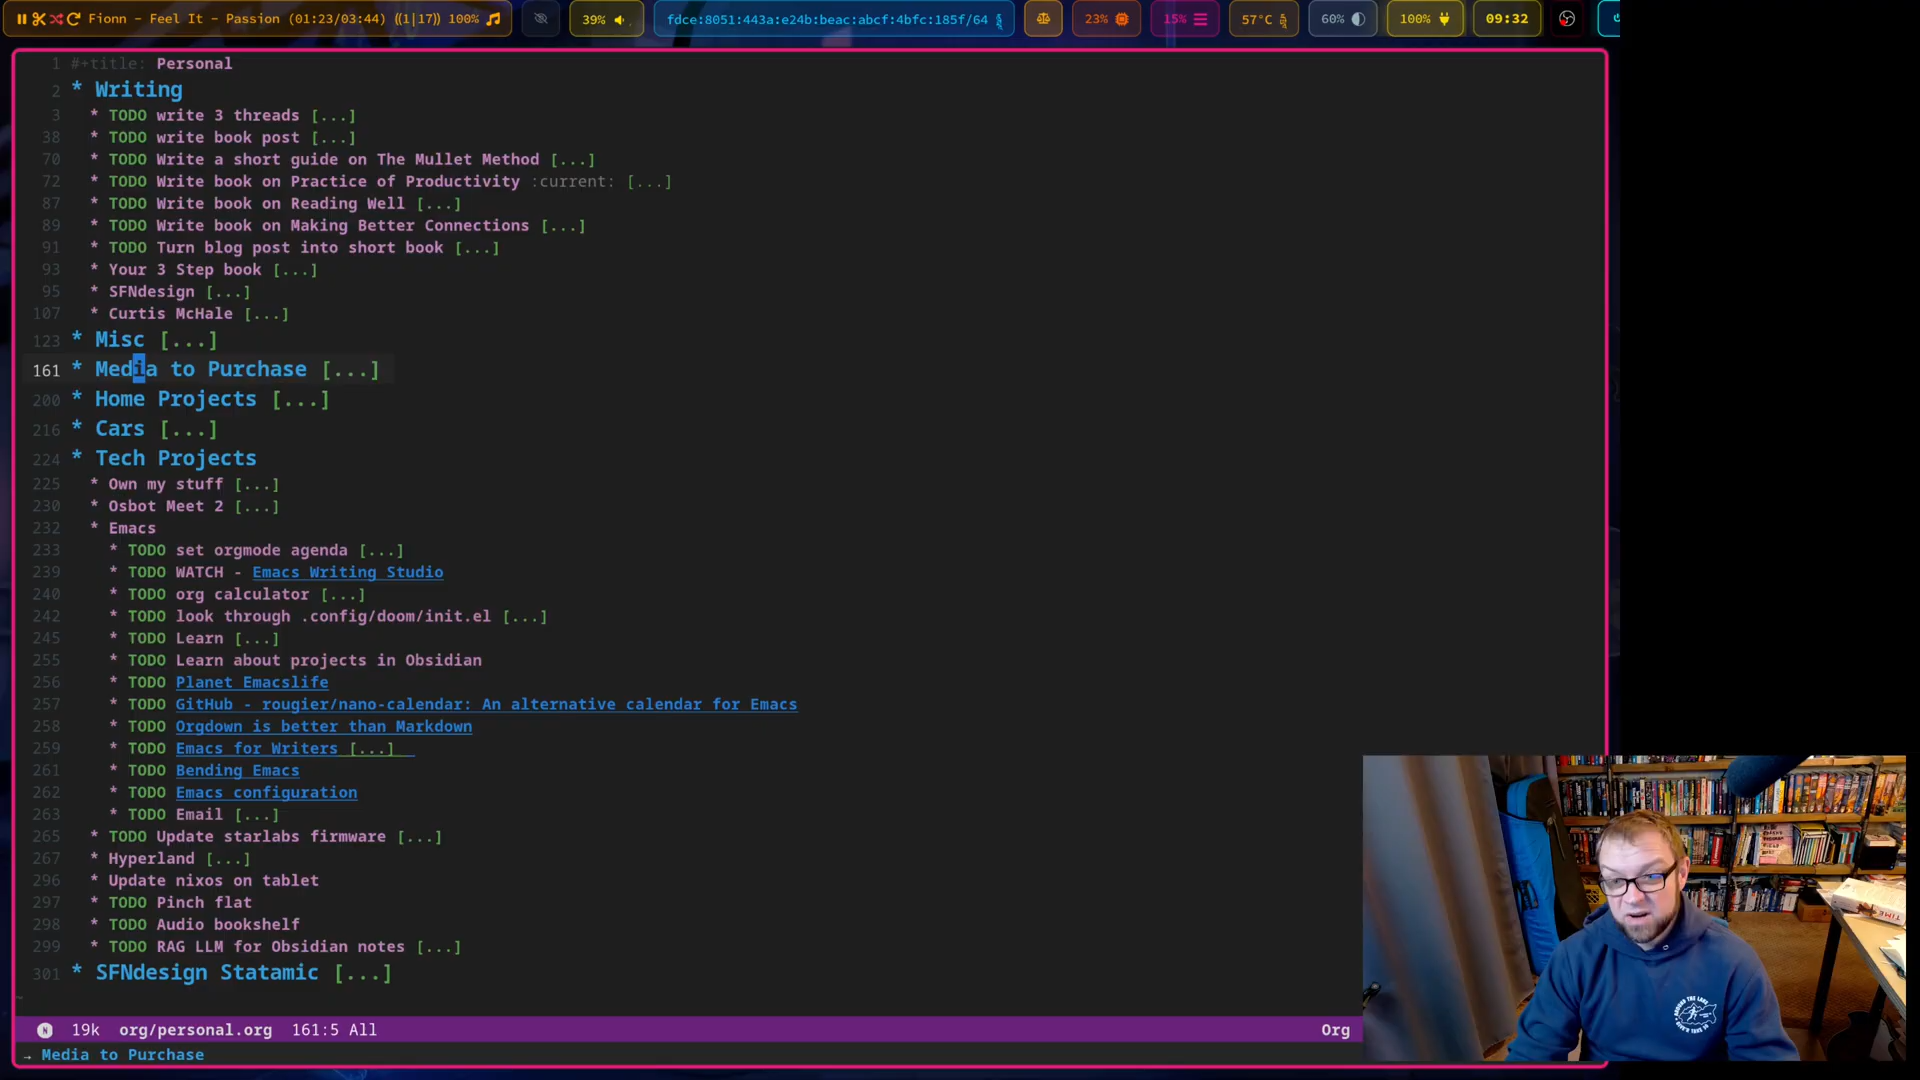 Fionn - Feel It - Passion (01:23/03:44) ((1|17) 100% 39% fdce:8051:443a:e24b:beac:abcf:4bfc:185f/64 23% 15% 57°C 60% 100% 09:32
1 #+title: Personal
2 * Writing
3 * TODO write 3 threads [...]
38 * TODO write book post [...]
70 * TODO Write a short guide on The Mullet Method [...]
72 * TODO Write book on Practice of Productivity :current: [...]
87 * TODO Write book on Reading Well [...]
89 * TODO Write book on Making Better Connections [...]
91 * TODO Turn blog post into short book [...]
93 * Your 3 Step book [...]
95 * SFNdesign [...]
107 * Curtis McHale [...]
123 * Misc [...]
161 * Media to Purchase [...]
200 * Home Projects [...]
216 * Cars [...]
224 * Tech Projects
225 * Own my stuff [...]
230 * Osbot Meet 2 [...]
232 * Emacs
233 * TODO set orgmode agenda [...]
239 * TODO WATCH - Emacs Writing Studio
240 * TODO org calculator [...]
242 * TODO look through .config/doom/init.el [...]
245 * TODO Learn [...]
255 * TODO Learn about projects in Obsidian
256 * TODO Planet Emacslife
257 * TODO GitHub - rougier/nano-calendar: An alternative calendar for Emacs
258 * TODO Orgdown is better than Markdown
259 * TODO Emacs for Writers [...]
261 * TODO Bending Emacs
262 * TODO Emacs configuration
263 * TODO Email [...]
265 * TODO Update starlabs firmware [...]
267 * Hyperland [...]
296 * Update nixos on tablet
297 * TODO Pinch flat
298 * TODO Audio bookshelf
299 * TODO RAG LLM for Obsidian notes [...]
301 * SFNdesign Statamic [...]
~
N 19k org/personal.org 161:5 All Org
→ Media to Purchase
TIME